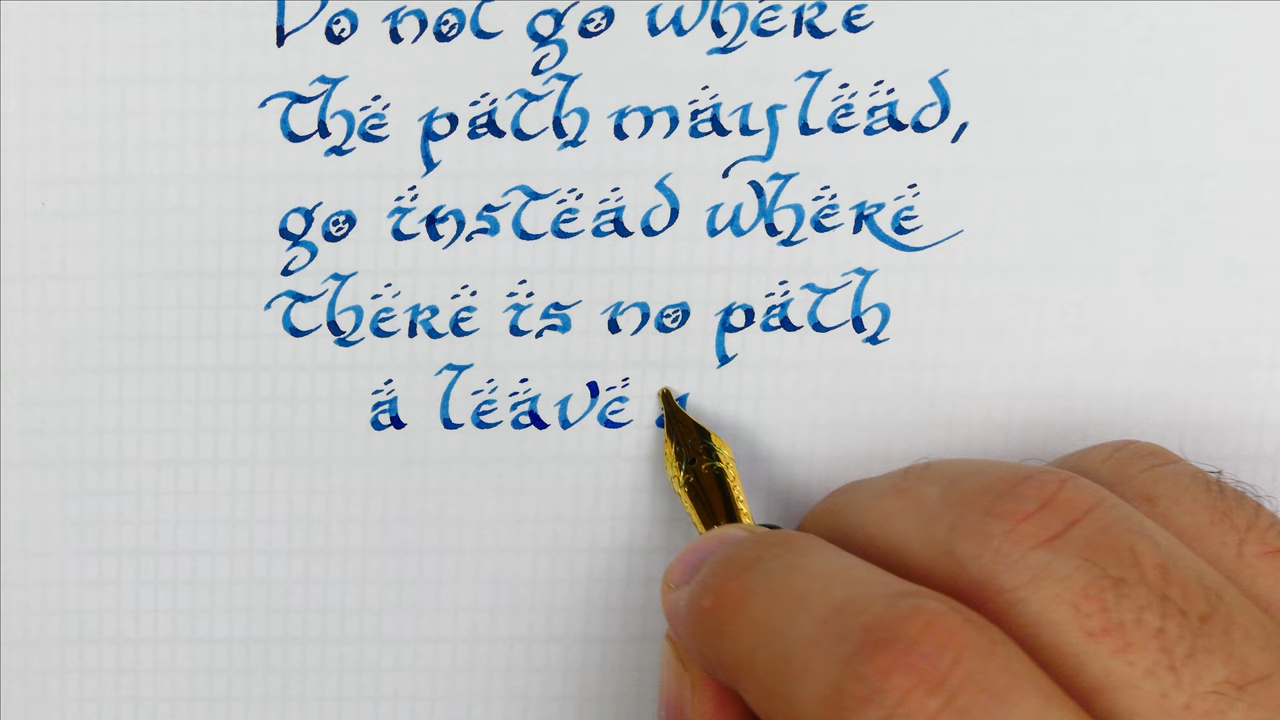 Do not go where
the path may lead,
go instead where
there is no path
a leave a